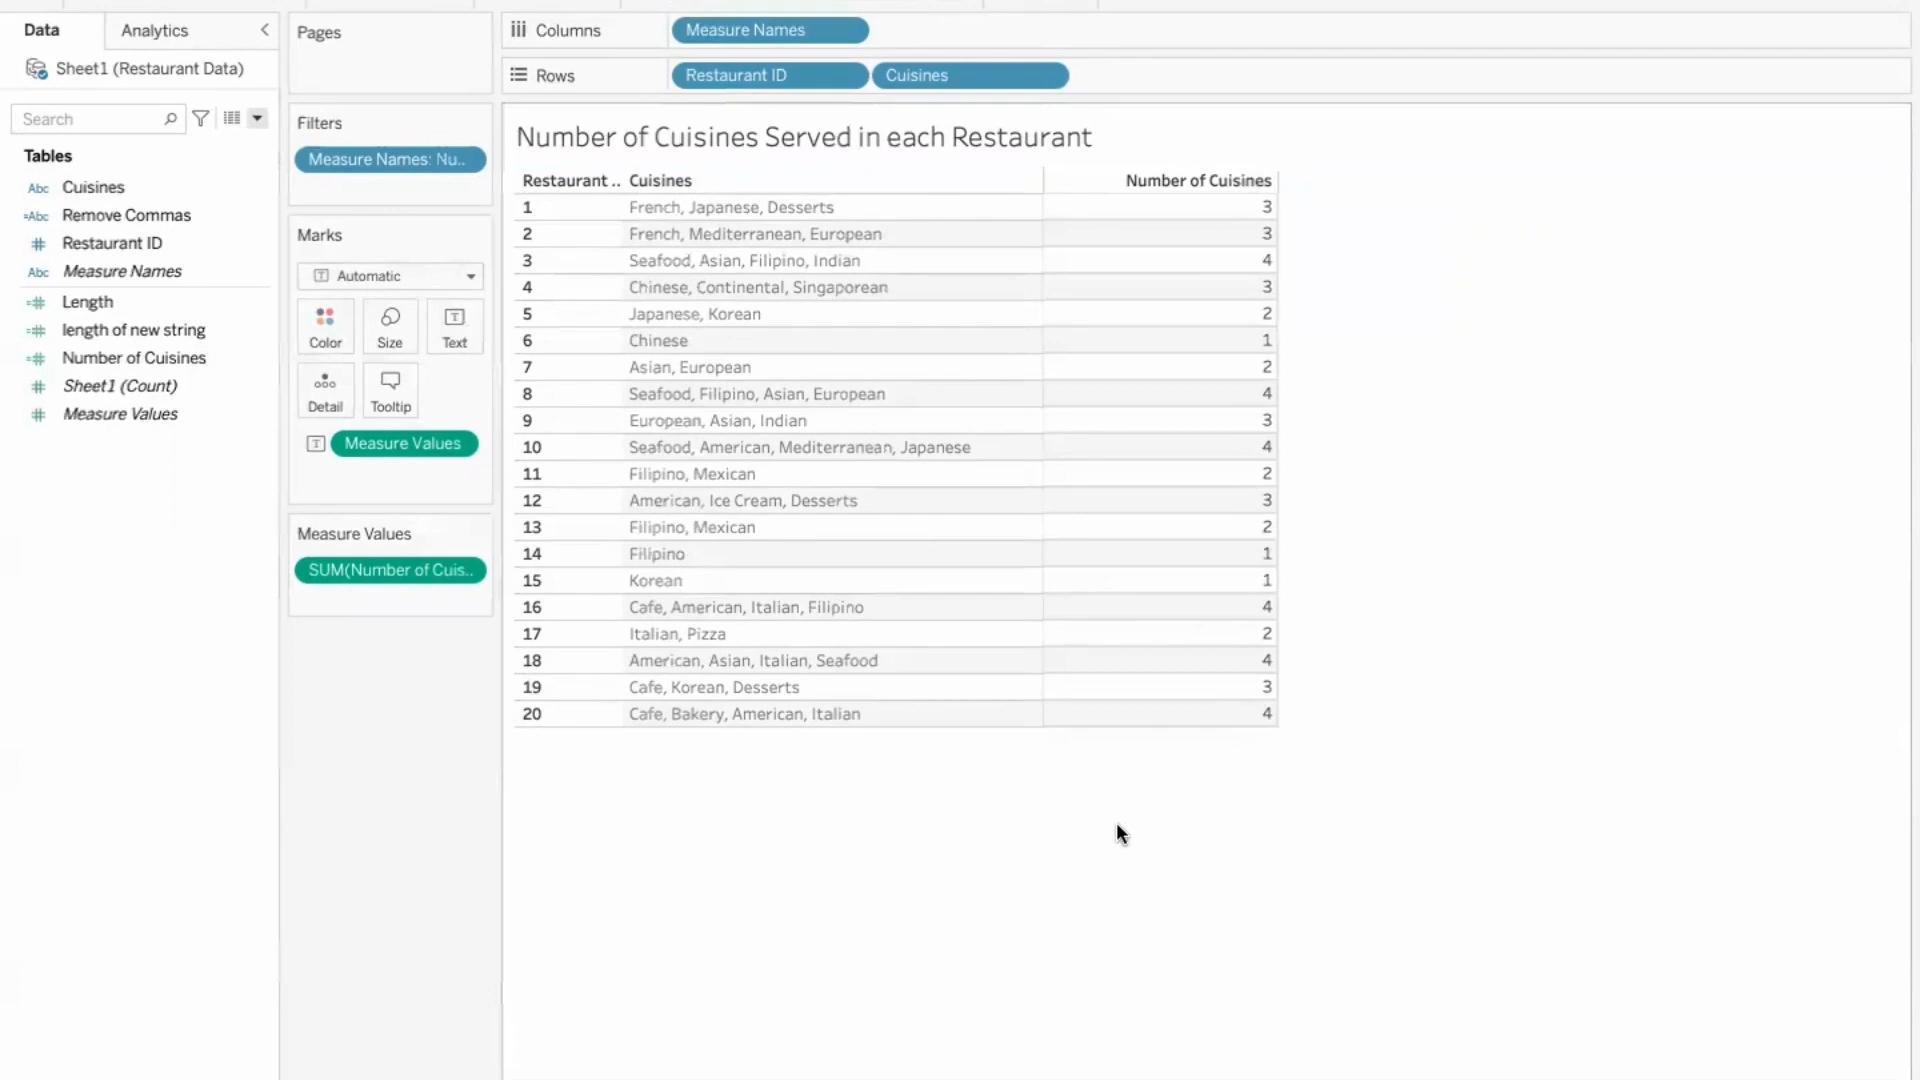 Data
Analytics
Sheet1 (Restaurant Data)
Search
Tables
Abc Cuisines
=Abc Remove Commas
# Restaurant ID
Abc Measure Names
=# Length
=# length of new string
=# Number of Cuisines
# Sheet1 (Count)
# Measure Values
Pages
Filters
Measure Names: Nu..
Marks
T Automatic
Color
Size
T Text
Detail
Tooltip
T Measure Values
Measure Values
SUM(Number of Cuis..
Columns Measure Names
Rows Restaurant ID Cuisines
Number of Cuisines Served in each Restaurant
Restaurant .. Cuisines Number of Cuisines
1 French, Japanese, Desserts 3
2 French, Mediterranean, European 3
3 Seafood, Asian, Filipino, Indian 4
4 Chinese, Continental, Singaporean 3
5 Japanese, Korean 2
6 Chinese 1
7 Asian, European 2
8 Seafood, Filipino, Asian, European 4
9 European, Asian, Indian 3
10 Seafood, American, Mediterranean, Japanese 4
11 Filipino, Mexican 2
12 American, Ice Cream, Desserts 3
13 Filipino, Mexican 2
14 Filipino 1
15 Korean 1
16 Cafe, American, Italian, Filipino 4
17 Italian, Pizza 2
18 American, Asian, Italian, Seafood 4
19 Cafe, Korean, Desserts 3
20 Cafe, Bakery, American, Italian 4